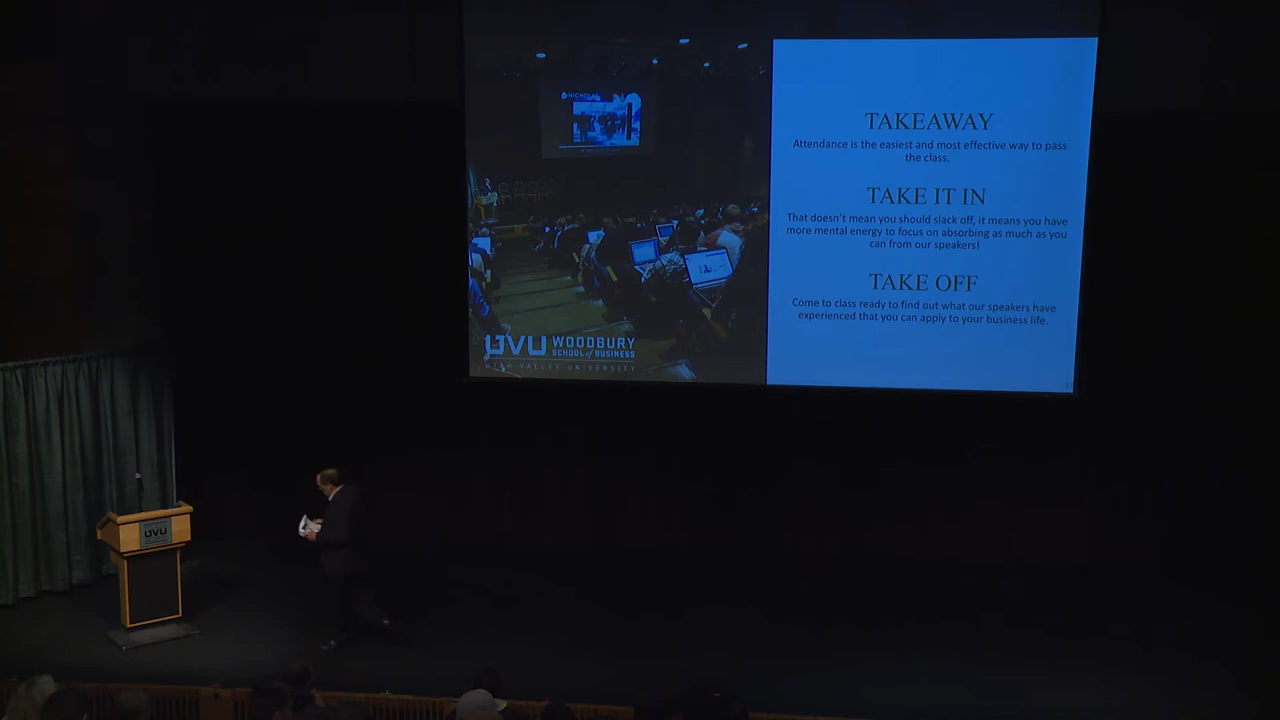 TAKEAWAY
Attendance is the easiest and most effective way to pass
the class.
TAKE IT IN
That doesn't mean you should slack off, it means you have
more mental energy to focus on absorbing as much as you
can from our speakers!
TAKE OFF
Come to class ready to find out what our speakers have
experienced that you can apply to your business life.
UVU WOODBURY
SCHOOL of BUSINESS
UTAH VALLEY UNIVERSITY
UVU